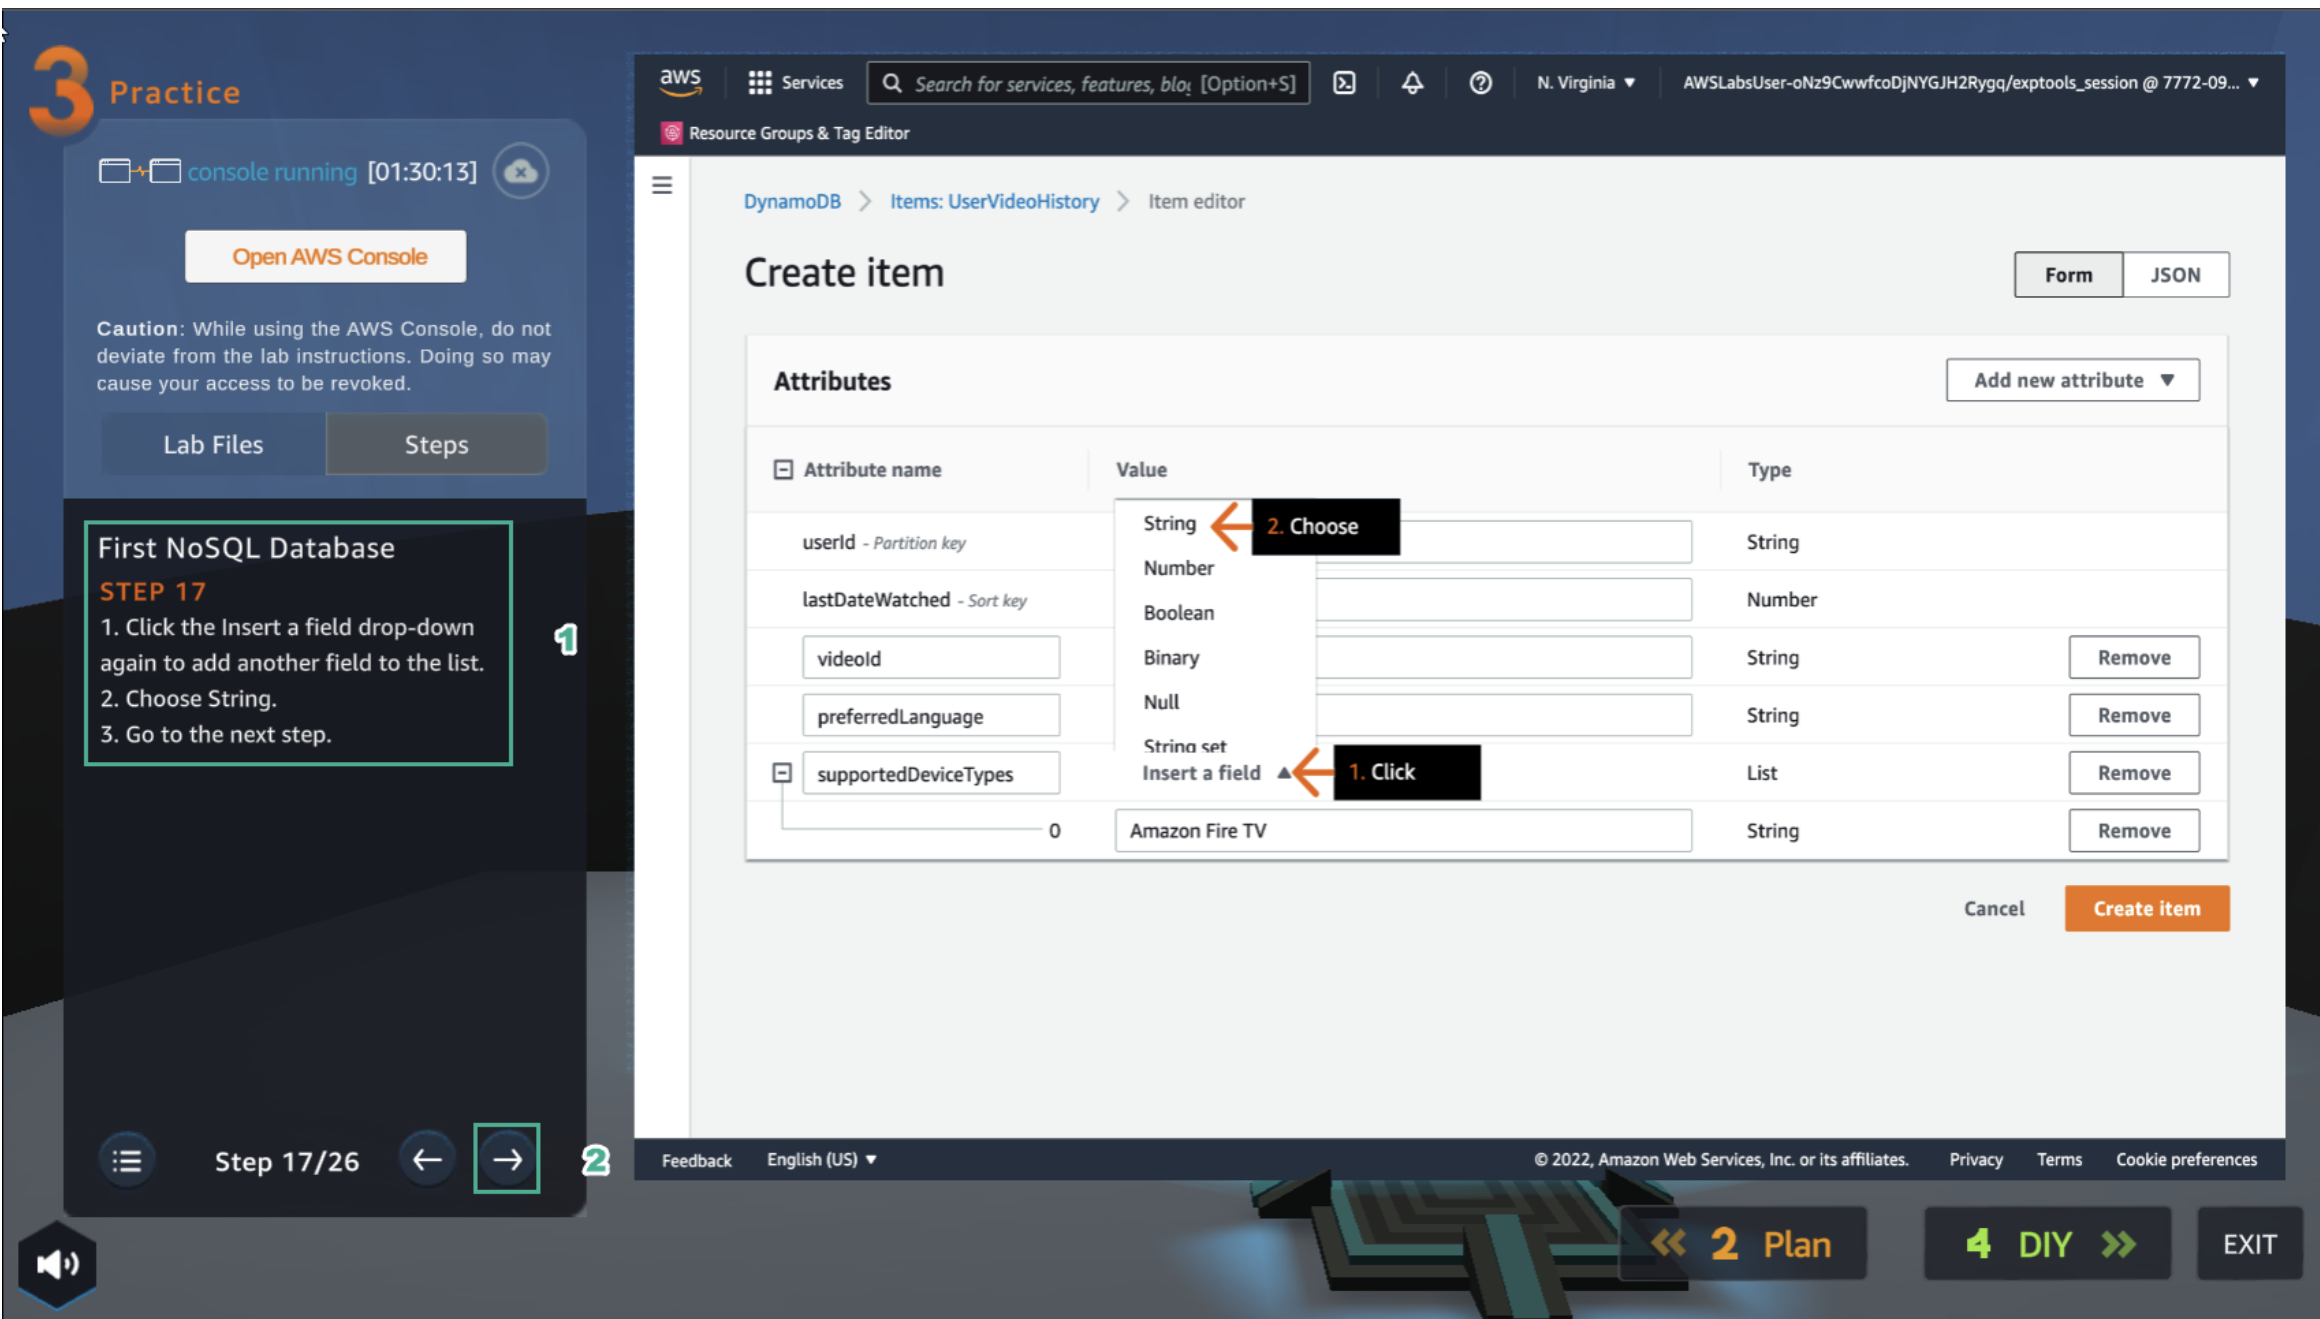 3 Practice
console running [01:30:13]
Open AWS Console
Caution: While using the AWS Console, do not
deviate from the lab instructions. Doing so may
cause your access to be revoked.
Lab Files
Steps
First NoSQL Database
STEP 17
1. Click the Insert a field drop-down
again to add another field to the list.
2. Choose String.
3. Go to the next step.
1
Step 17/26
2
aws
Services
Search for services, features, blog [Option+S]
N. Virginia ▼
AWSLabsUser-oNz9CwwfcoDjNYGJH2Rygq/exptools_session @ 7772-09... ▼
Resource Groups & Tag Editor
DynamoDB > Items: UserVideoHistory > Item editor
Create item
Form
JSON
Attributes
Add new attribute ▼
Attribute name
Value
Type
userId - Partition key
String
lastDateWatched - Sort key
Number
videoId
String
Remove
preferredLanguage
String
Remove
supportedDeviceTypes
Insert a field ▲
1. Click
List
Remove
0
Amazon Fire TV
String
Remove
String
2. Choose
Number
Boolean
Binary
Null
String set
Cancel
Create item
Feedback
English (US) ▼
© 2022, Amazon Web Services, Inc. or its affiliates.
Privacy
Terms
Cookie preferences
« 2 Plan
4 DIY »
EXIT